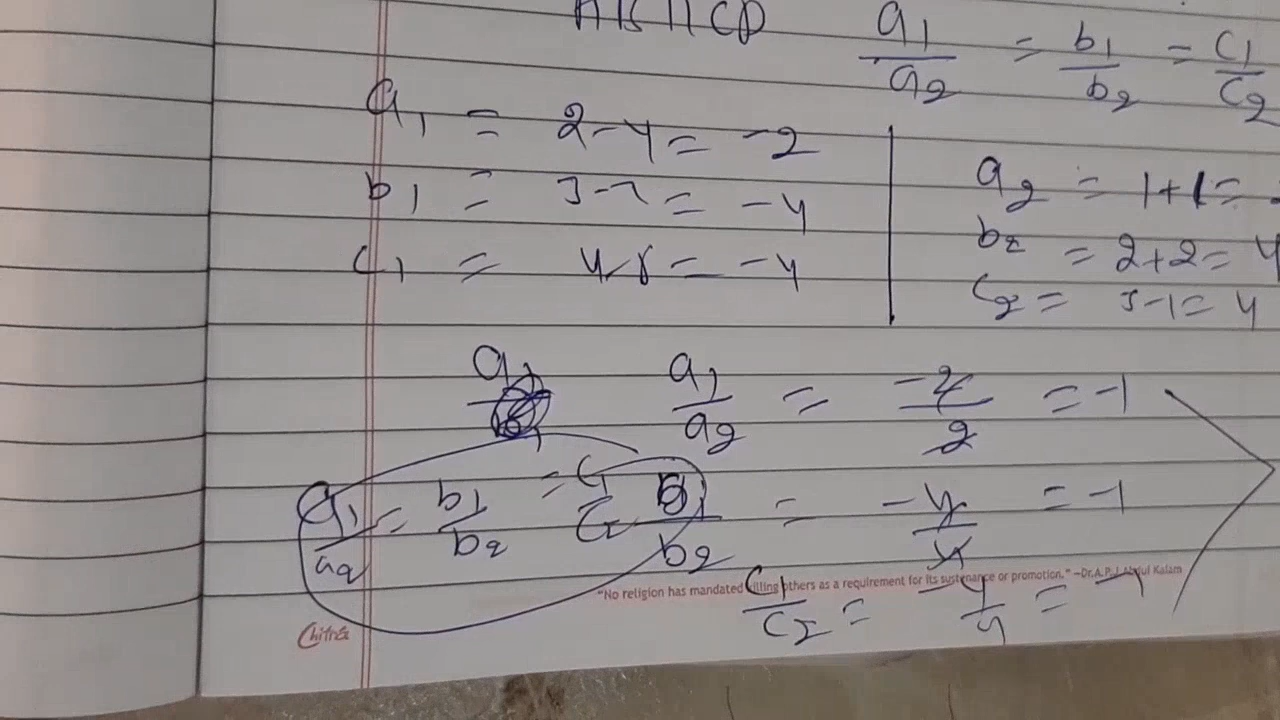 AB || CD a1/a2 = b1/b2 = c1/c2
a1 = 2-4 = -2
b1 = 3-7 = -4
c1 = 4-8 = -4
a2 = 1+1 =
b2 = 2+2 = 4
c2 = 5-1 = 4
a1 a1/a2 = -2/2 = -1
a1/a2 = b1/b2 = c1/c2 b1/b2 = -4/4 = -1
"No religion has mandated killing others as a requirement for its sustenance or promotion." –Dr.A.P.J.Abdul Kalam
c1/c2 = -4/4 = -1
Chitra